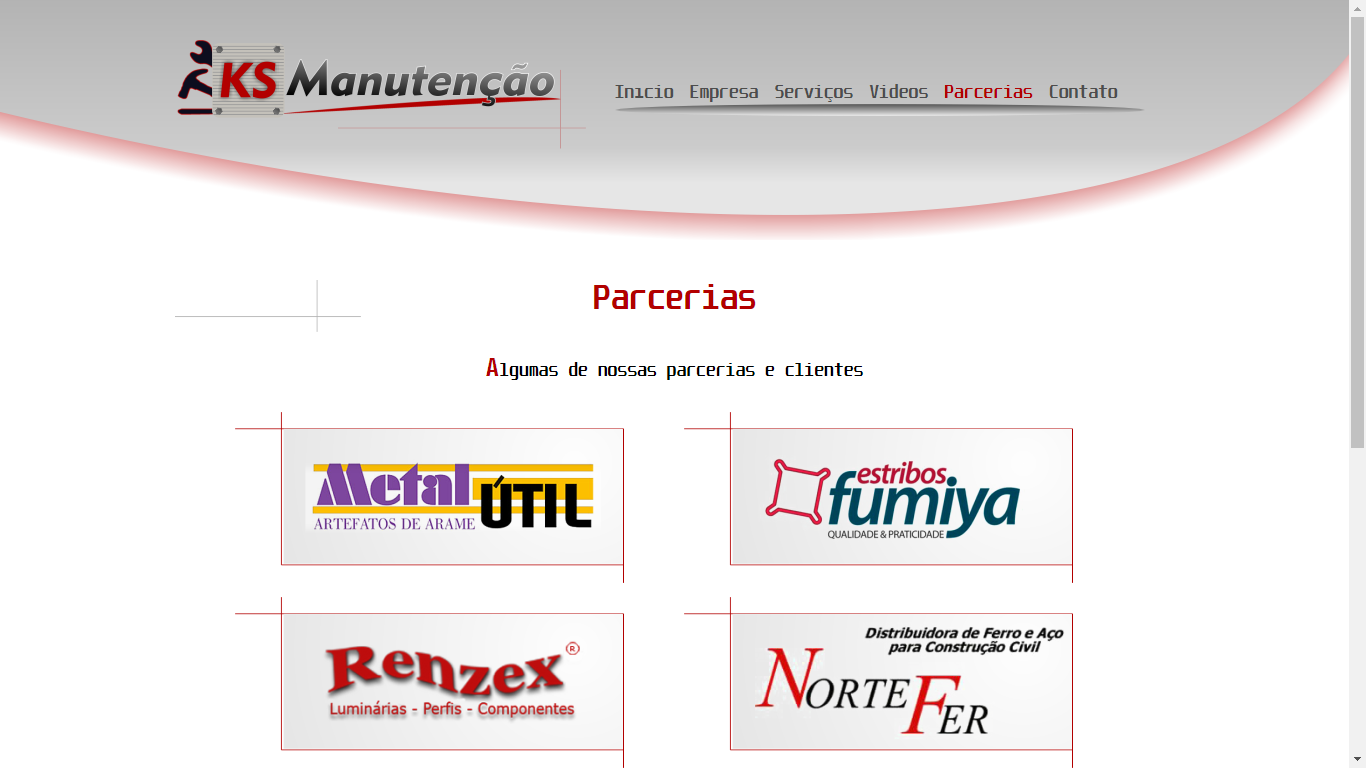 KS Manutenção
Inicio Empresa Serviços Videos Parcerias Contato
Parcerias
Algumas de nossas parcerias e clientes
Metal ÚTIL
ARTEFATOS DE ARAME
estribos
fumiya
QUALIDADE & PRATICIDADE
Renzex ®
Luminárias - Perfis - Componentes
Distribuidora de Ferro e Aço
para Construção Civil
NORTE FER